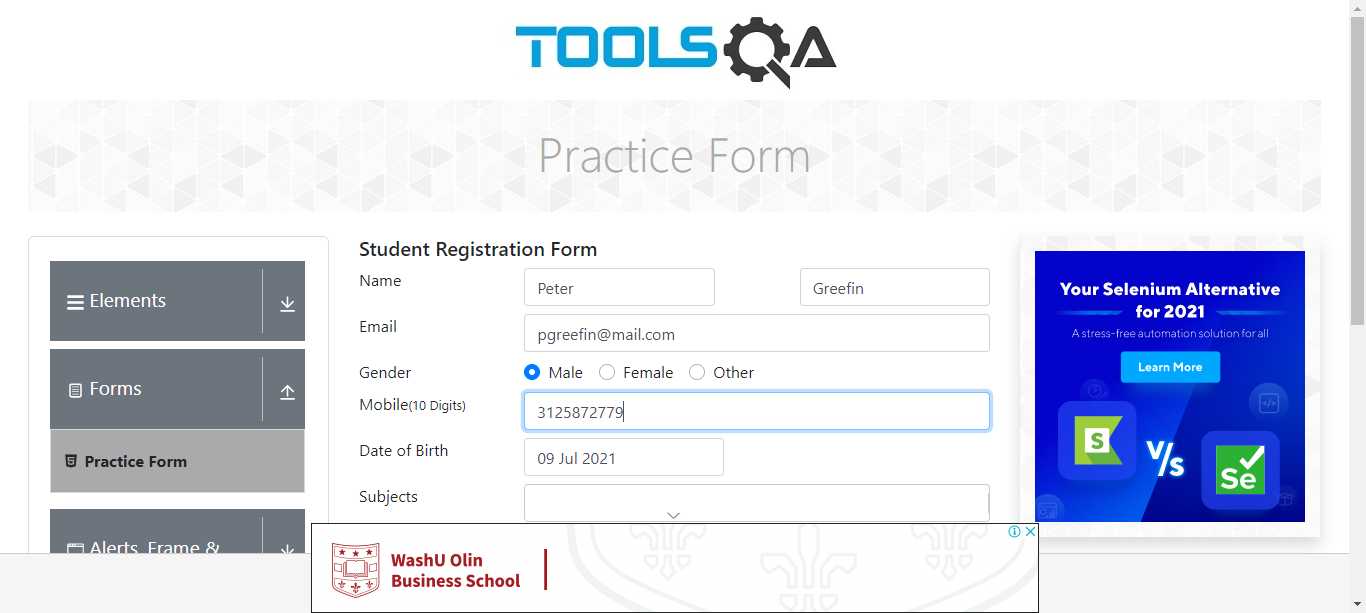 TOOLSQA
Practice Form
Elements
Forms
Practice Form
Alerts, Frame &
Student Registration Form
Name
Peter
Greefin
Email
pgreefin@mail.com
Gender
Male
Female
Other
Mobile(10 Digits)
3125872779
Date of Birth
09 Jul 2021
Subjects
Your Selenium Alternative
for 2021
A stress-free automation solution for all
Learn More
S
V/s
Se
WashU Olin
Business School